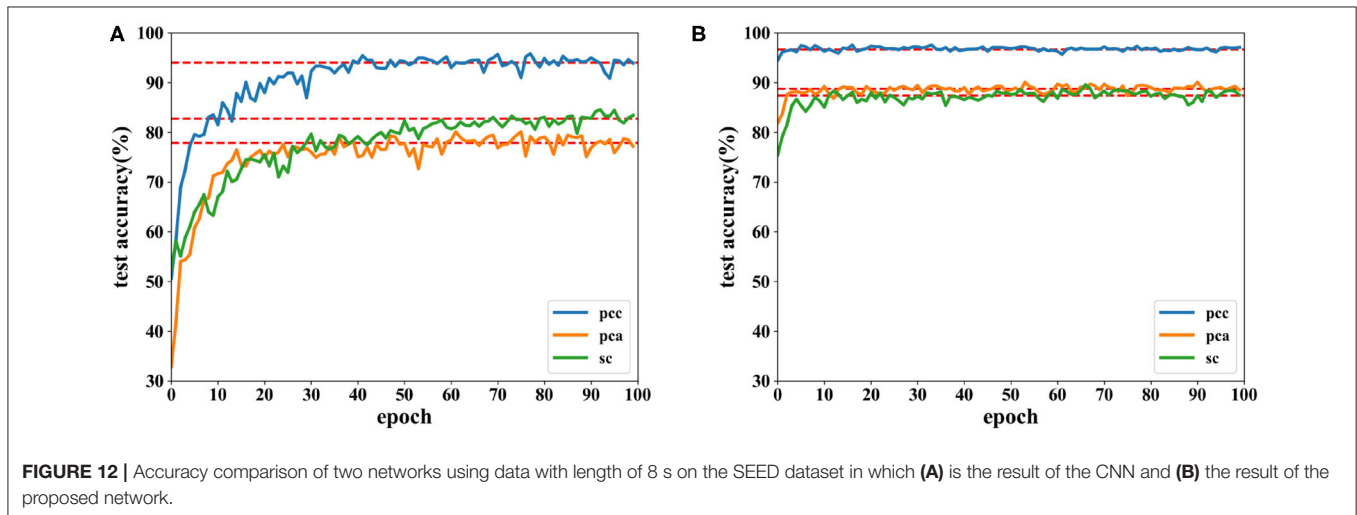 A
100
90
80
70
60
50
40
30
test accuracy(%)
0 10 20 30 40 50 60 70 80 90 100
epoch
pcc
pca
sc
B
100
90
80
70
60
50
40
30
test accuracy(%)
0 10 20 30 40 50 60 70 80 90 100
epoch
pcc
pca
sc
FIGURE 12 | Accuracy comparison of two networks using data with length of 8 s on the SEED dataset in which (A) is the result of the CNN and (B) the result of the
proposed network.